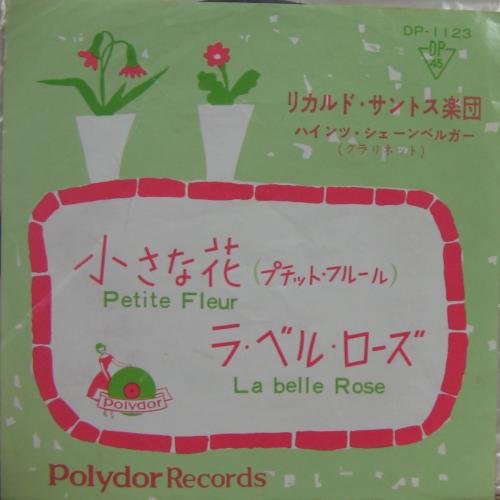 DP-1123
DP
45
リカルド・サントス楽団
ハインツ・シェーンベルガー
(クラリネット)
小さな花(プチット・フルール)
Petite Fleur
ラ・ベル・ローズ
La belle Rose
Polydor
Polydor Records